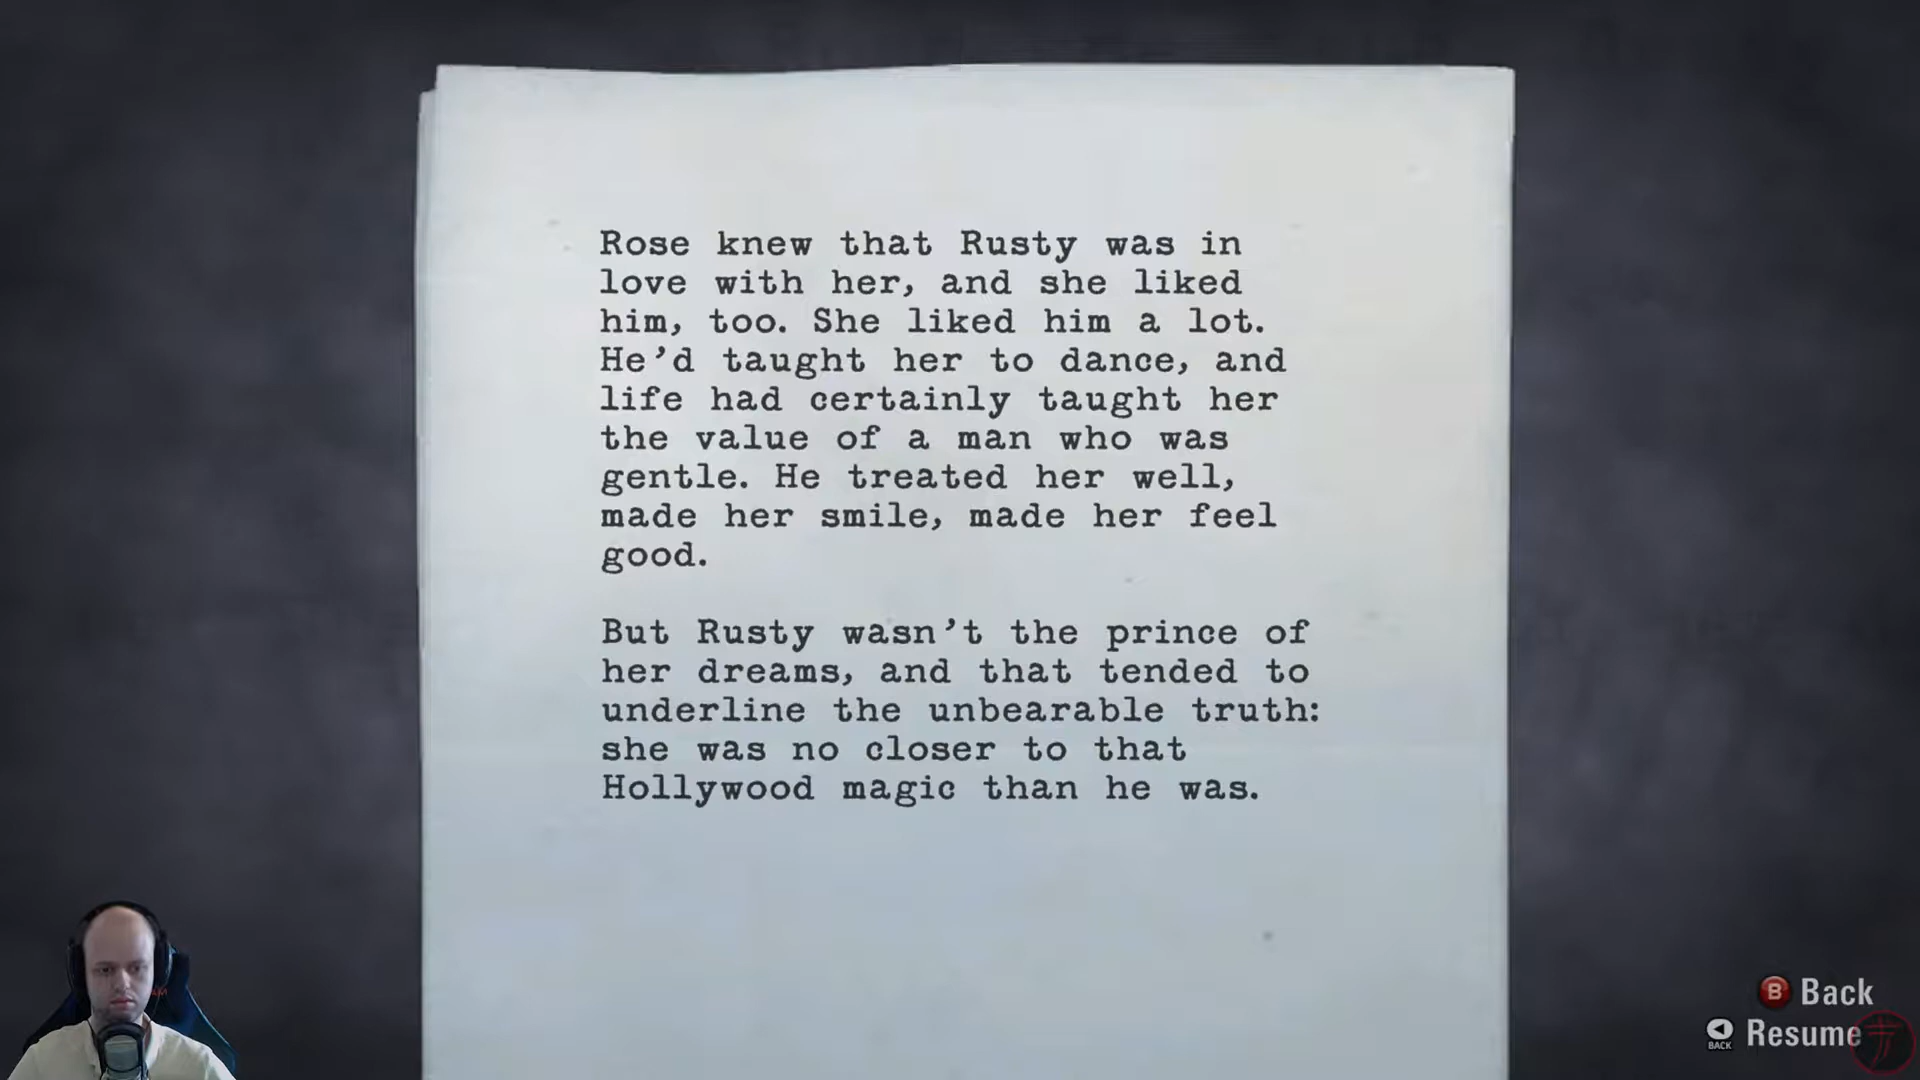 Rose knew that Rusty was in
love with her, and she liked
him, too. She liked him a lot.
He’d taught her to dance, and
life had certainly taught her
the value of a man who was
gentle. He treated her well,
made her smile, made her feel
good.
But Rusty wasn’t the prince of
her dreams, and that tended to
underline the unbearable truth:
she was no closer to that
Hollywood magic than he was.
B Back
BACK Resume